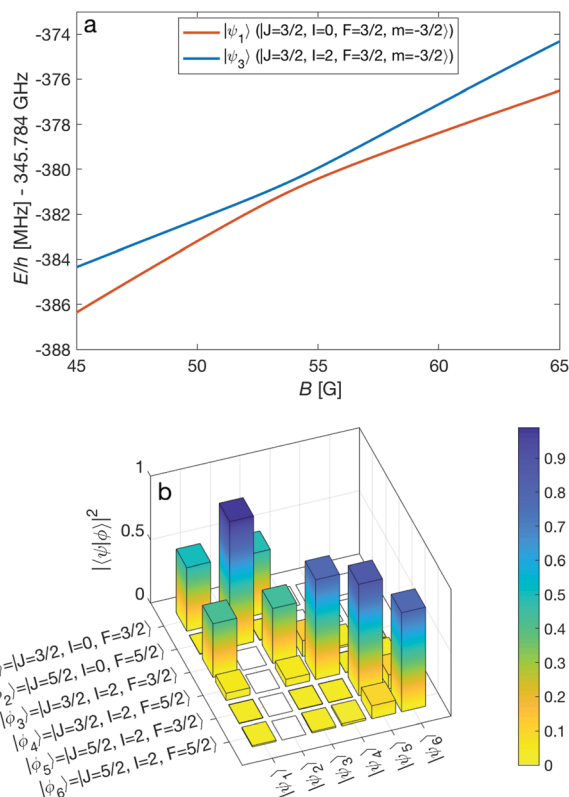 a
-374
-376
-378
-380
-382
-384
-386
-388
E/h [MHz] - 345.784 GHz
|ψ₁⟩ (|J=3/2, I=0, F=3/2, m=-3/2⟩)
|ψ₃⟩ (|J=3/2, I=2, F=3/2, m=-3/2⟩)
45
50
55
60
65
B [G]
b
1
0.5
0
|⟨ψ|ϕ⟩|²
⟩=|J=3/2, I=0, F=3/2⟩
ϕ₂⟩=|J=5/2, I=0, F=5/2⟩
|ϕ₃⟩=|J=3/2, I=2, F=3/2⟩
|ϕ₄⟩=|J=3/2, I=2, F=5/2⟩
|ϕ₅⟩=|J=5/2, I=2, F=3/2⟩
|ϕ₆⟩=|J=5/2, I=2, F=5/2⟩
|ψ₁⟩
|ψ₂⟩
|ψ₃⟩
|ψ₄⟩
|ψ₅⟩
|ψ₆⟩
0.9
0.8
0.7
0.6
0.5
0.4
0.3
0.2
0.1
0